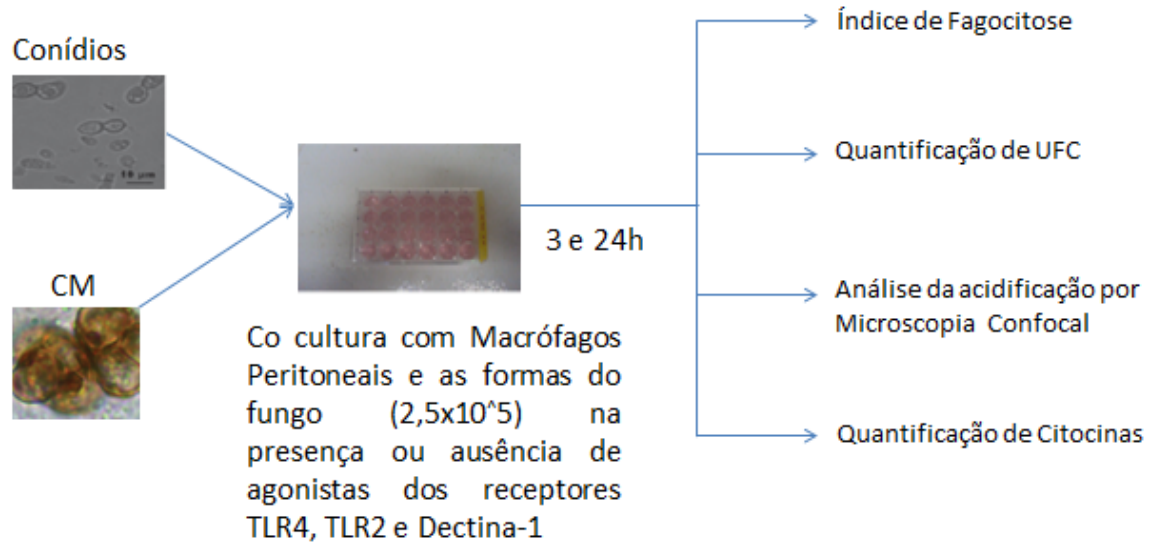 Conídios
10 µm
CM
3 e 24h
Co cultura com Macrófagos
Peritoneais e as formas do
fungo (2,5x10^5) na
presença ou ausência de
agonistas dos receptores
TLR4, TLR2 e Dectina-1
Índice de Fagocitose
Quantificação de UFC
Análise da acidificação por
Microscopia Confocal
Quantificação de Citocinas